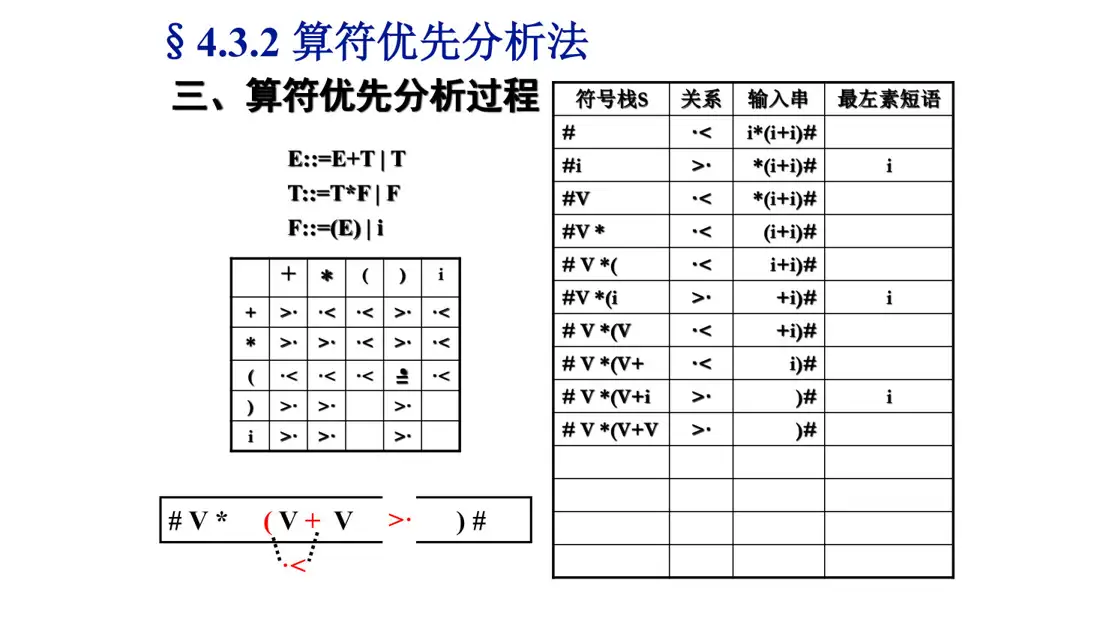 §4.3.2 算符优先分析法
三、算符优先分析过程
E::=E+T | T
T::=T*F | F
F::=(E) | i
+ * ( ) i
+ >· ·< ·< >· ·<
* >· >· ·< >· ·<
( ·< ·< ·< ≗ ·<
) >· >· >·
i >· >· >·
# V * ( V + V >· ) #
·<
符号栈S 关系 输入串 最左素短语
# ·< i*(i+i)#
#i >· *(i+i)# i
#V ·< *(i+i)#
#V * ·< (i+i)#
# V *( ·< i+i)#
#V *(i >· +i)# i
# V *(V ·< +i)#
# V *(V+ ·< i)#
# V *(V+i >· )# i
# V *(V+V >· )#